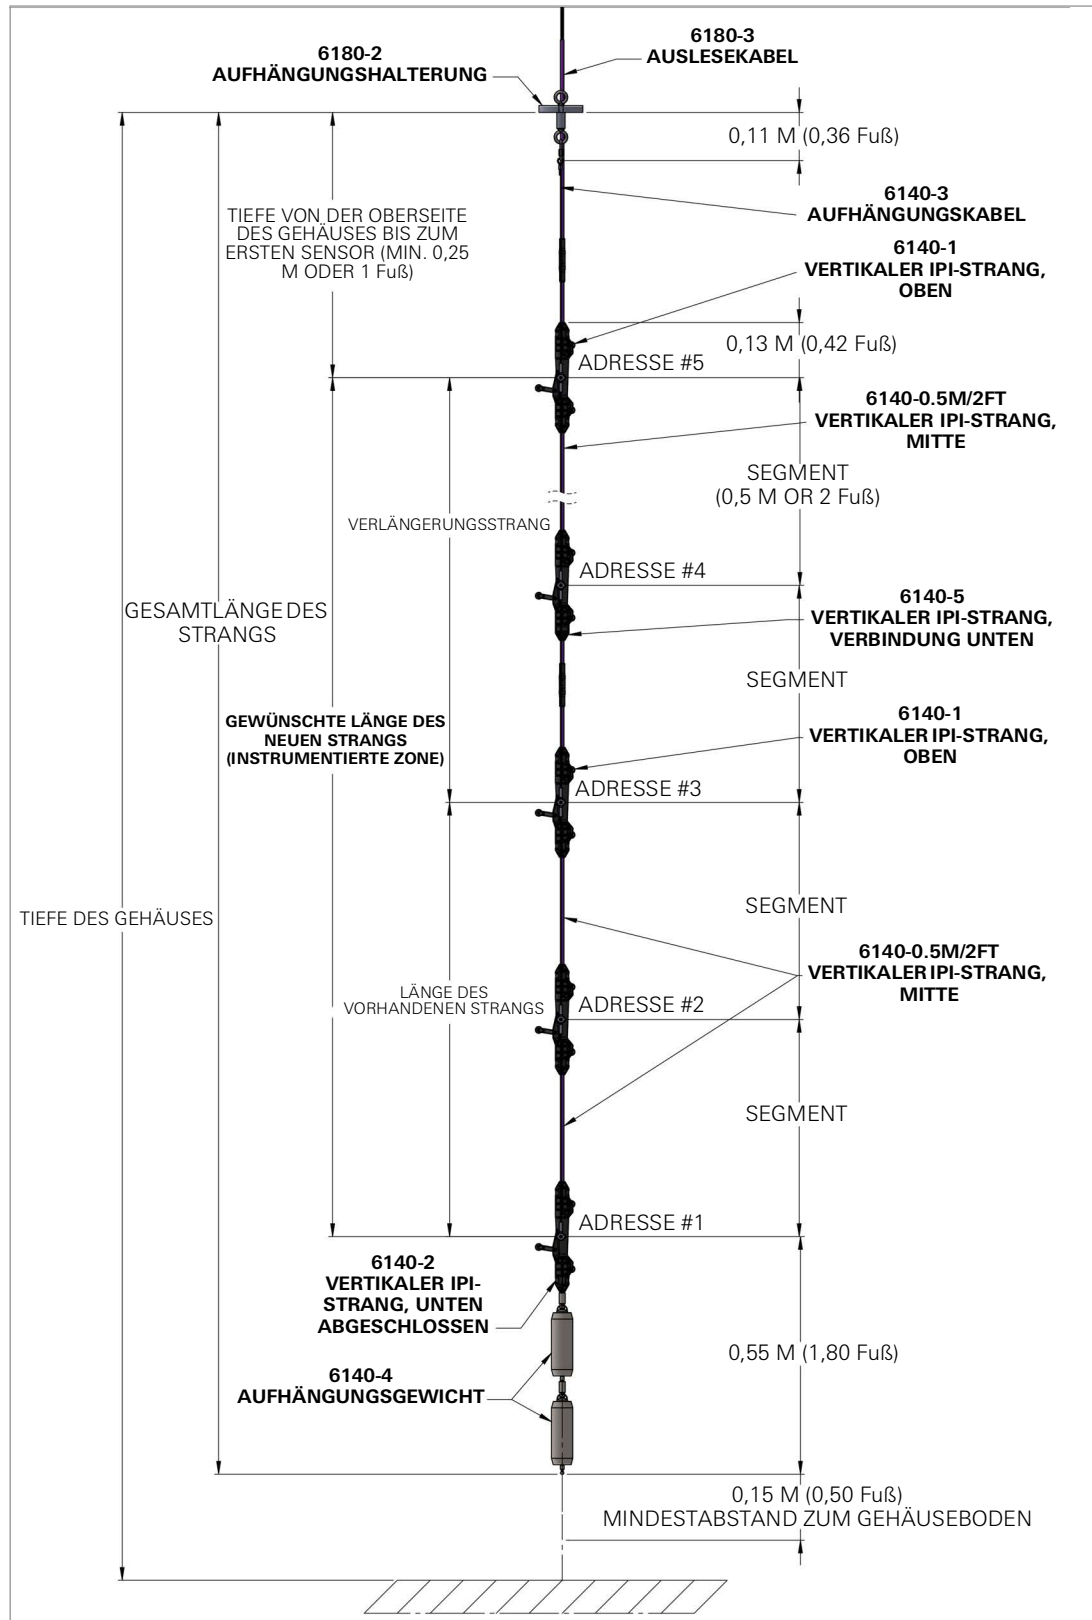 6180-2
AUFHÄNGUNGSHALTERUNG
6180-3
AUSLESEKABEL
0,11 M (0,36 Fuß)
6140-3
AUFHÄNGUNGSKABEL
TIEFE VON DER OBERSEITE
DES GEHÄUSES BIS ZUM
ERSTEN SENSOR (MIN. 0,25
M ODER 1 Fuß)
6140-1
VERTIKALER IPI-STRANG,
OBEN
0,13 M (0,42 Fuß)
ADRESSE #5
6140-0.5M/2FT
VERTIKALER IPI-STRANG,
MITTE
SEGMENT
(0,5 M OR 2 Fuß)
VERLÄNGERUNGSSTRANG
ADRESSE #4
GESAMTLÄNGE DES
STRANGS
6140-5
VERTIKALER IPI-STRANG,
VERBINDUNG UNTEN
SEGMENT
GEWÜNSCHTE LÄNGE DES
NEUEN STRANGS
(INSTRUMENTIERTE ZONE)
6140-1
VERTIKALER IPI-STRANG,
OBEN
ADRESSE #3
SEGMENT
TIEFE DES GEHÄUSES
6140-0.5M/2FT
VERTIKALER IPI-STRANG,
MITTE
LÄNGE DES
VORHANDENEN STRANGS
ADRESSE #2
SEGMENT
ADRESSE #1
6140-2
VERTIKALER IPI-
STRANG, UNTEN
ABGESCHLOSSEN
0,55 M (1,80 Fuß)
6140-4
AUFHÄNGUNGSGEWICHT
0,15 M (0,50 Fuß)
MINDESTABSTAND ZUM GEHÄUSEBODEN